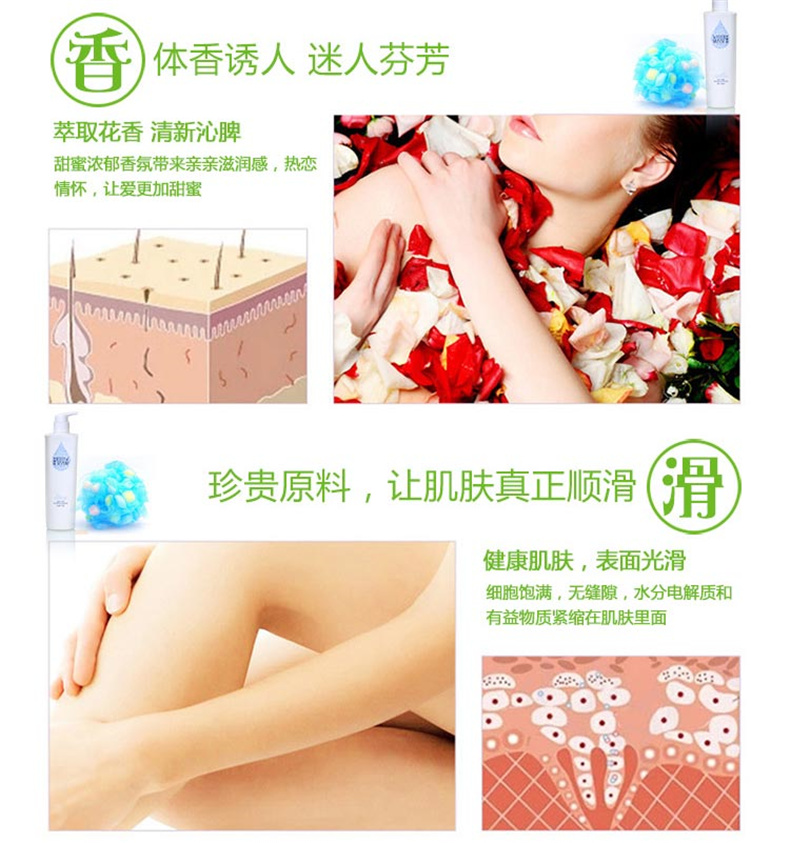 香
体香诱人 迷人芬芳
萃取花香 清新沁脾
甜蜜浓郁香氛带来亲亲滋润感，热恋
情怀，让爱更加甜蜜
珍贵原料，让肌肤真正顺滑
滑
健康肌肤，表面光滑
细胞饱满，无缝隙，水分电解质和
有益物质紧缩在肌肤里面